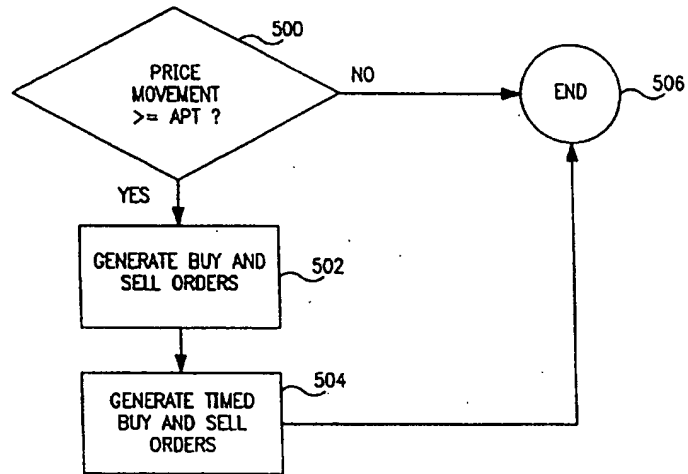 500
PRICE
MOVEMENT
>= APT ?
NO
END
506
YES
GENERATE BUY AND
SELL ORDERS
502
GENERATE TIMED
BUY AND SELL
ORDERS
504